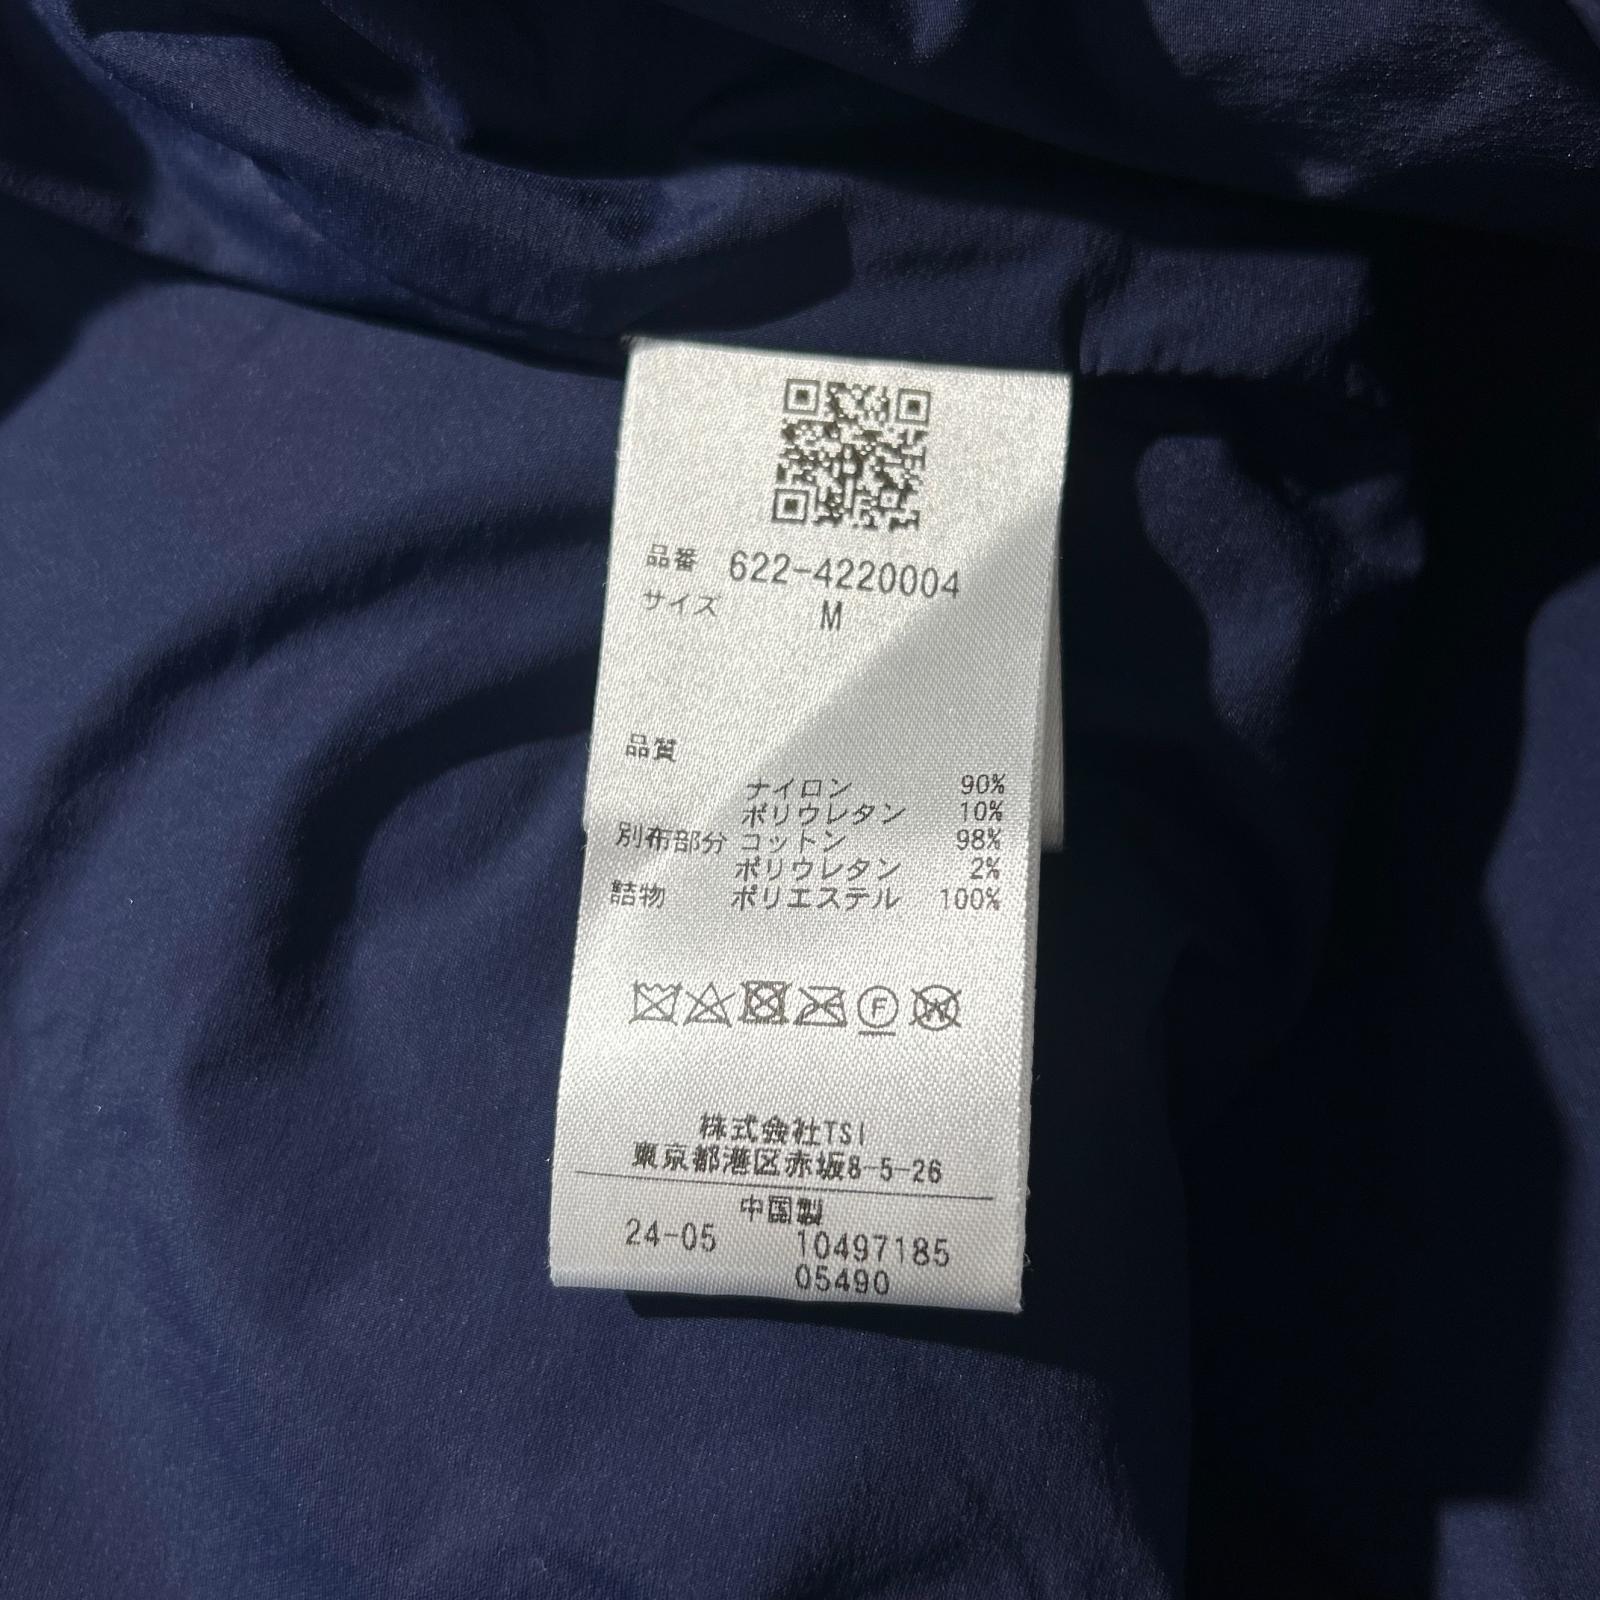 品番 622-4220004
サイズ M
品質
ナイロン 90%
ポリウレタン 10%
別布部分 コットン 98%
ポリウレタン 2%
詰物 ポリエステル 100%
F W
株式会社TSI
東京都港区赤坂8-5-26
中国製
24-05 10497185
05490